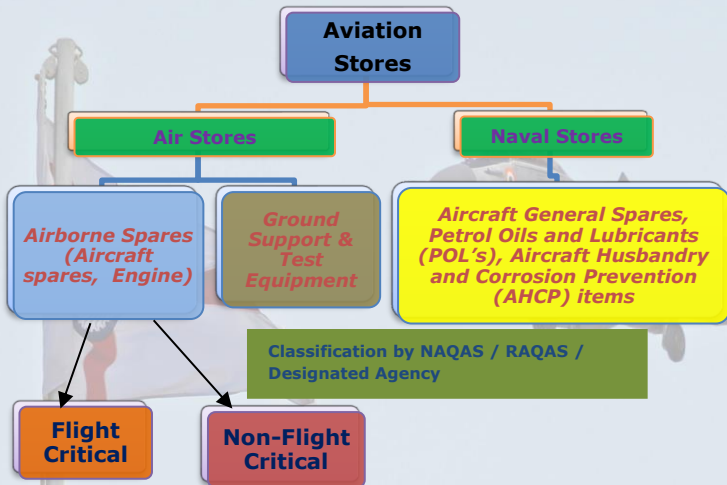 Aviation
Stores
Air Stores
Naval Stores
Airborne Spares
(Aircraft
spares,  Engine)
Ground
Support &
Test
Equipment
Aircraft General Spares,
Petrol Oils and Lubricants
(POL’s), Aircraft Husbandry
and Corrosion Prevention
(AHCP) items
Classification by NAQAS / RAQAS /
Designated Agency
Flight
Critical
Non-Flight
Critical